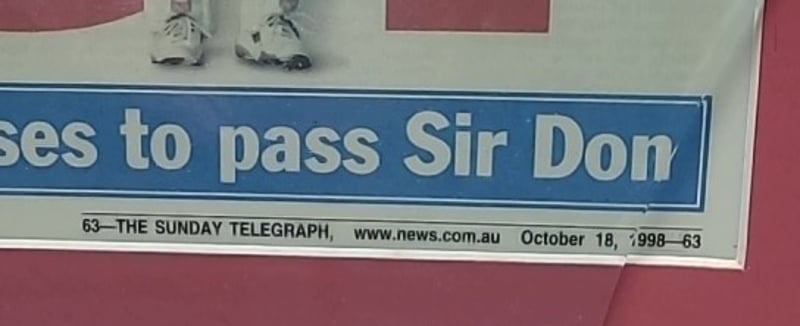 ses to pass Sir Don
63—THE SUNDAY TELEGRAPH, www.news.com.au October 18, 1998—63